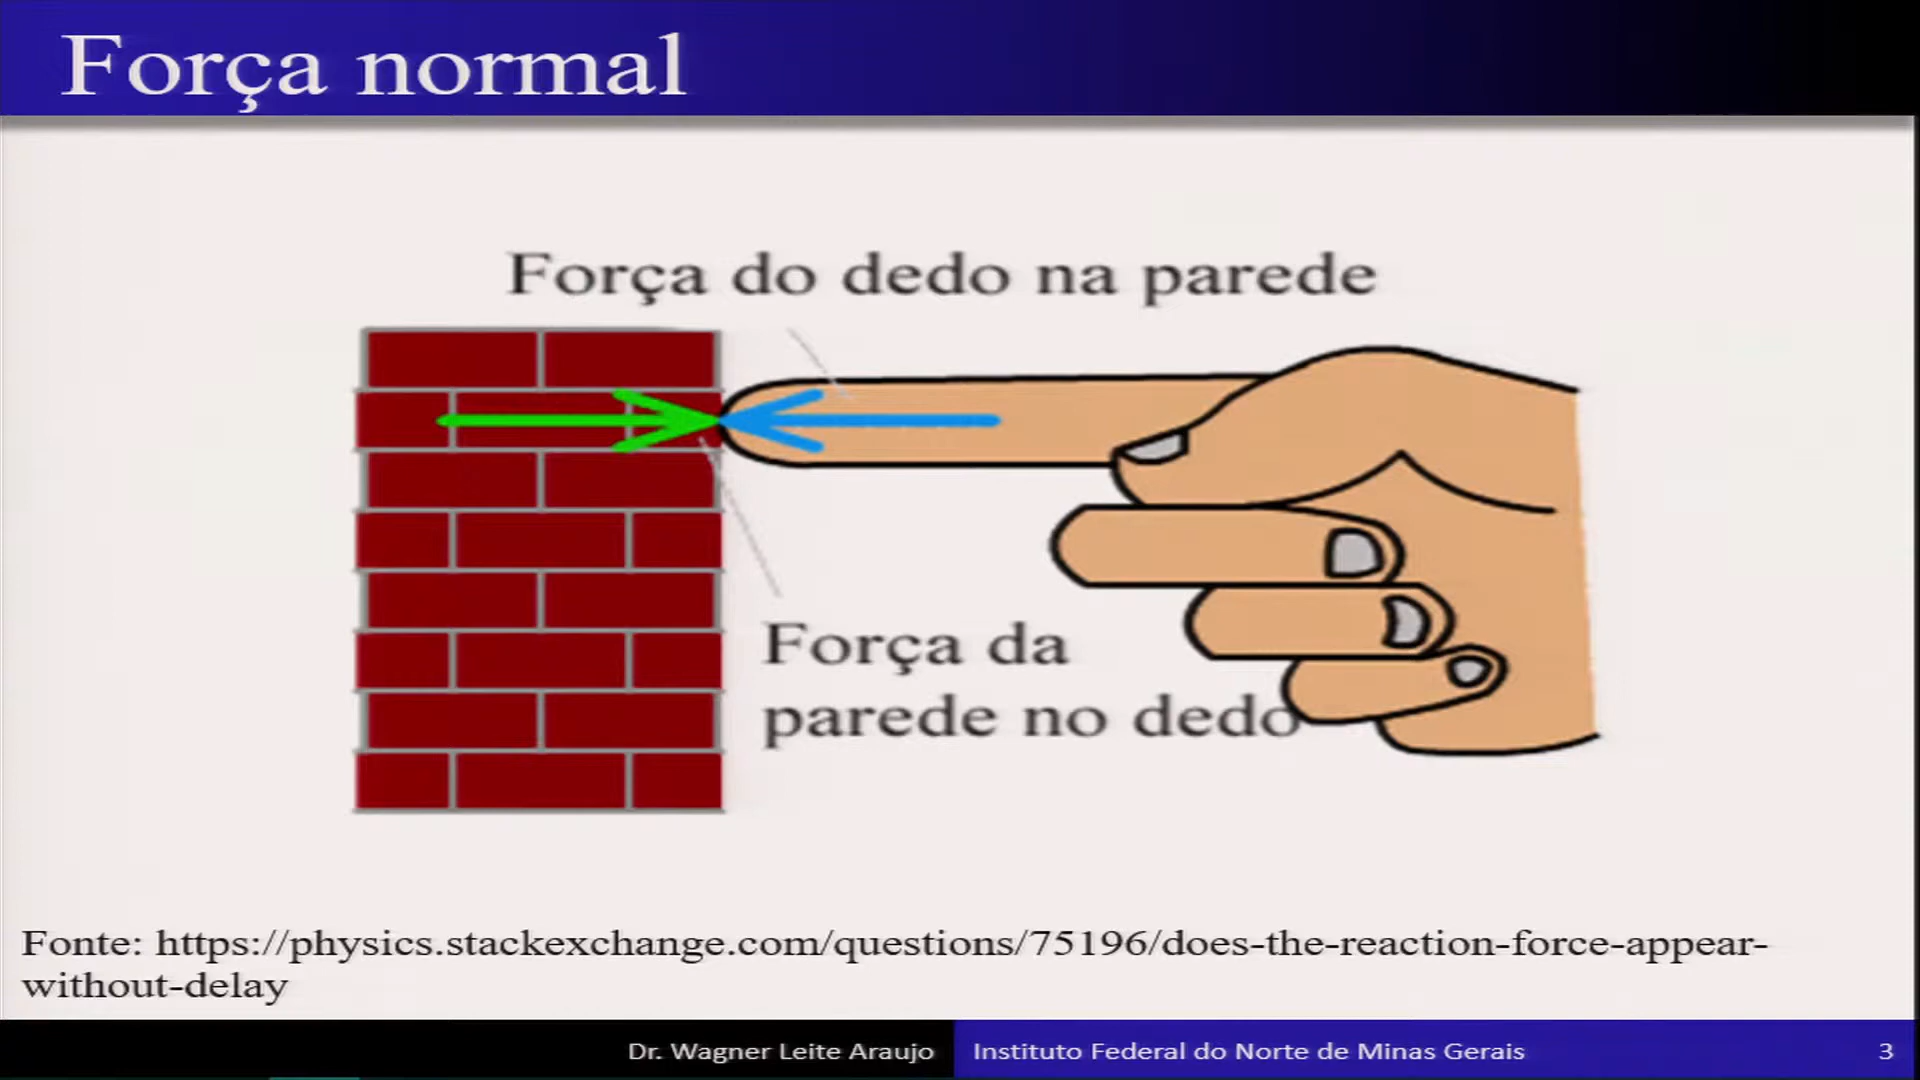 Força normal
Força do dedo na parede
Força da
parede no dedo
Fonte: https://physics.stackexchange.com/questions/75196/does-the-reaction-force-appear-
without-delay
Dr. Wagner Leite Araujo
Instituto Federal do Norte de Minas Gerais
3